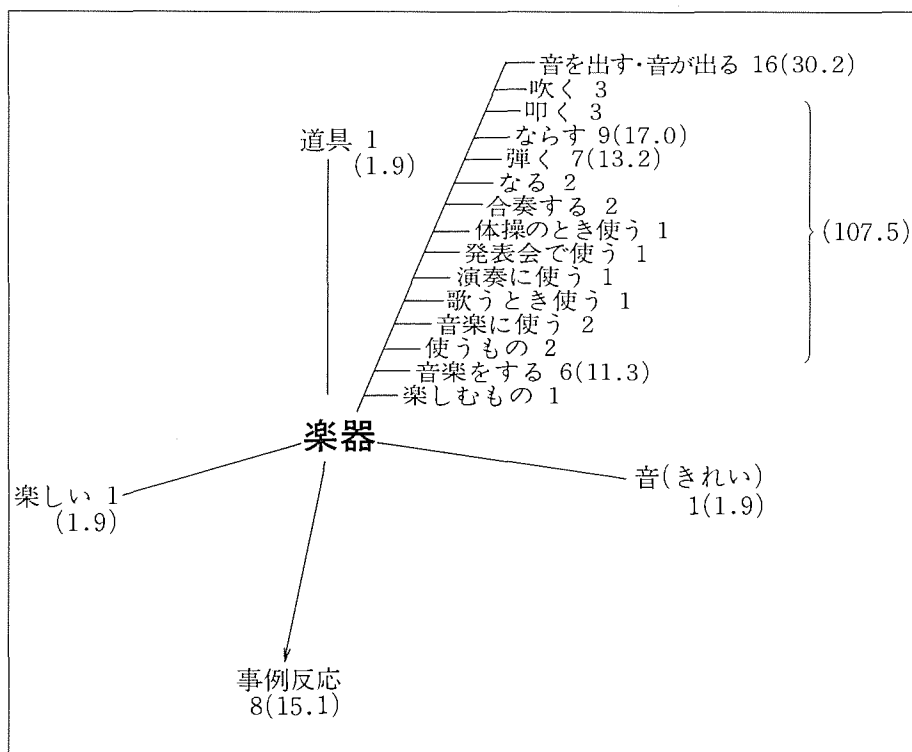 音を出す・音が出る 16(30.2)
吹く 3
叩く 3
ならす 9(17.0)
弾く 7(13.2)
なる 2
合奏する 2
体操のとき使う 1
発表会で使う 1
演奏に使う 1
歌うとき使う 1
音楽に使う 2
使うもの 2
音楽をする 6(11.3)
楽しむもの 1
(107.5)
道具 1
(1.9)
楽器
楽しい 1
(1.9)
音(きれい)
1(1.9)
事例反応
8(15.1)